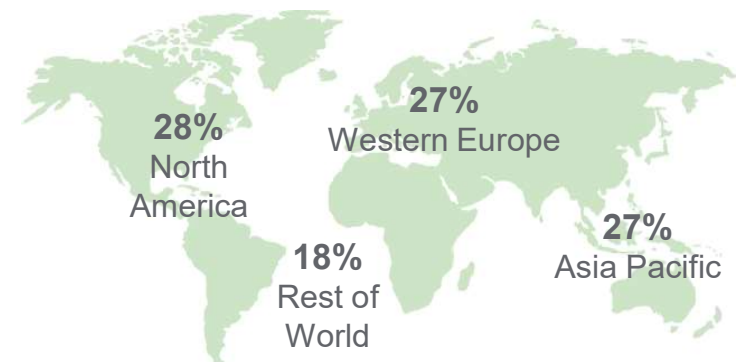 28%
North
America
27%
Western Europe
18%
Rest of
World
27%
Asia Pacific